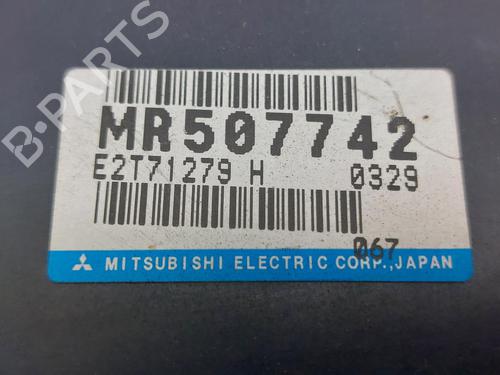 B-PARTS
MR507742
E2T71279 H 0329
067
MITSUBISHI ELECTRIC CORP., JAPAN